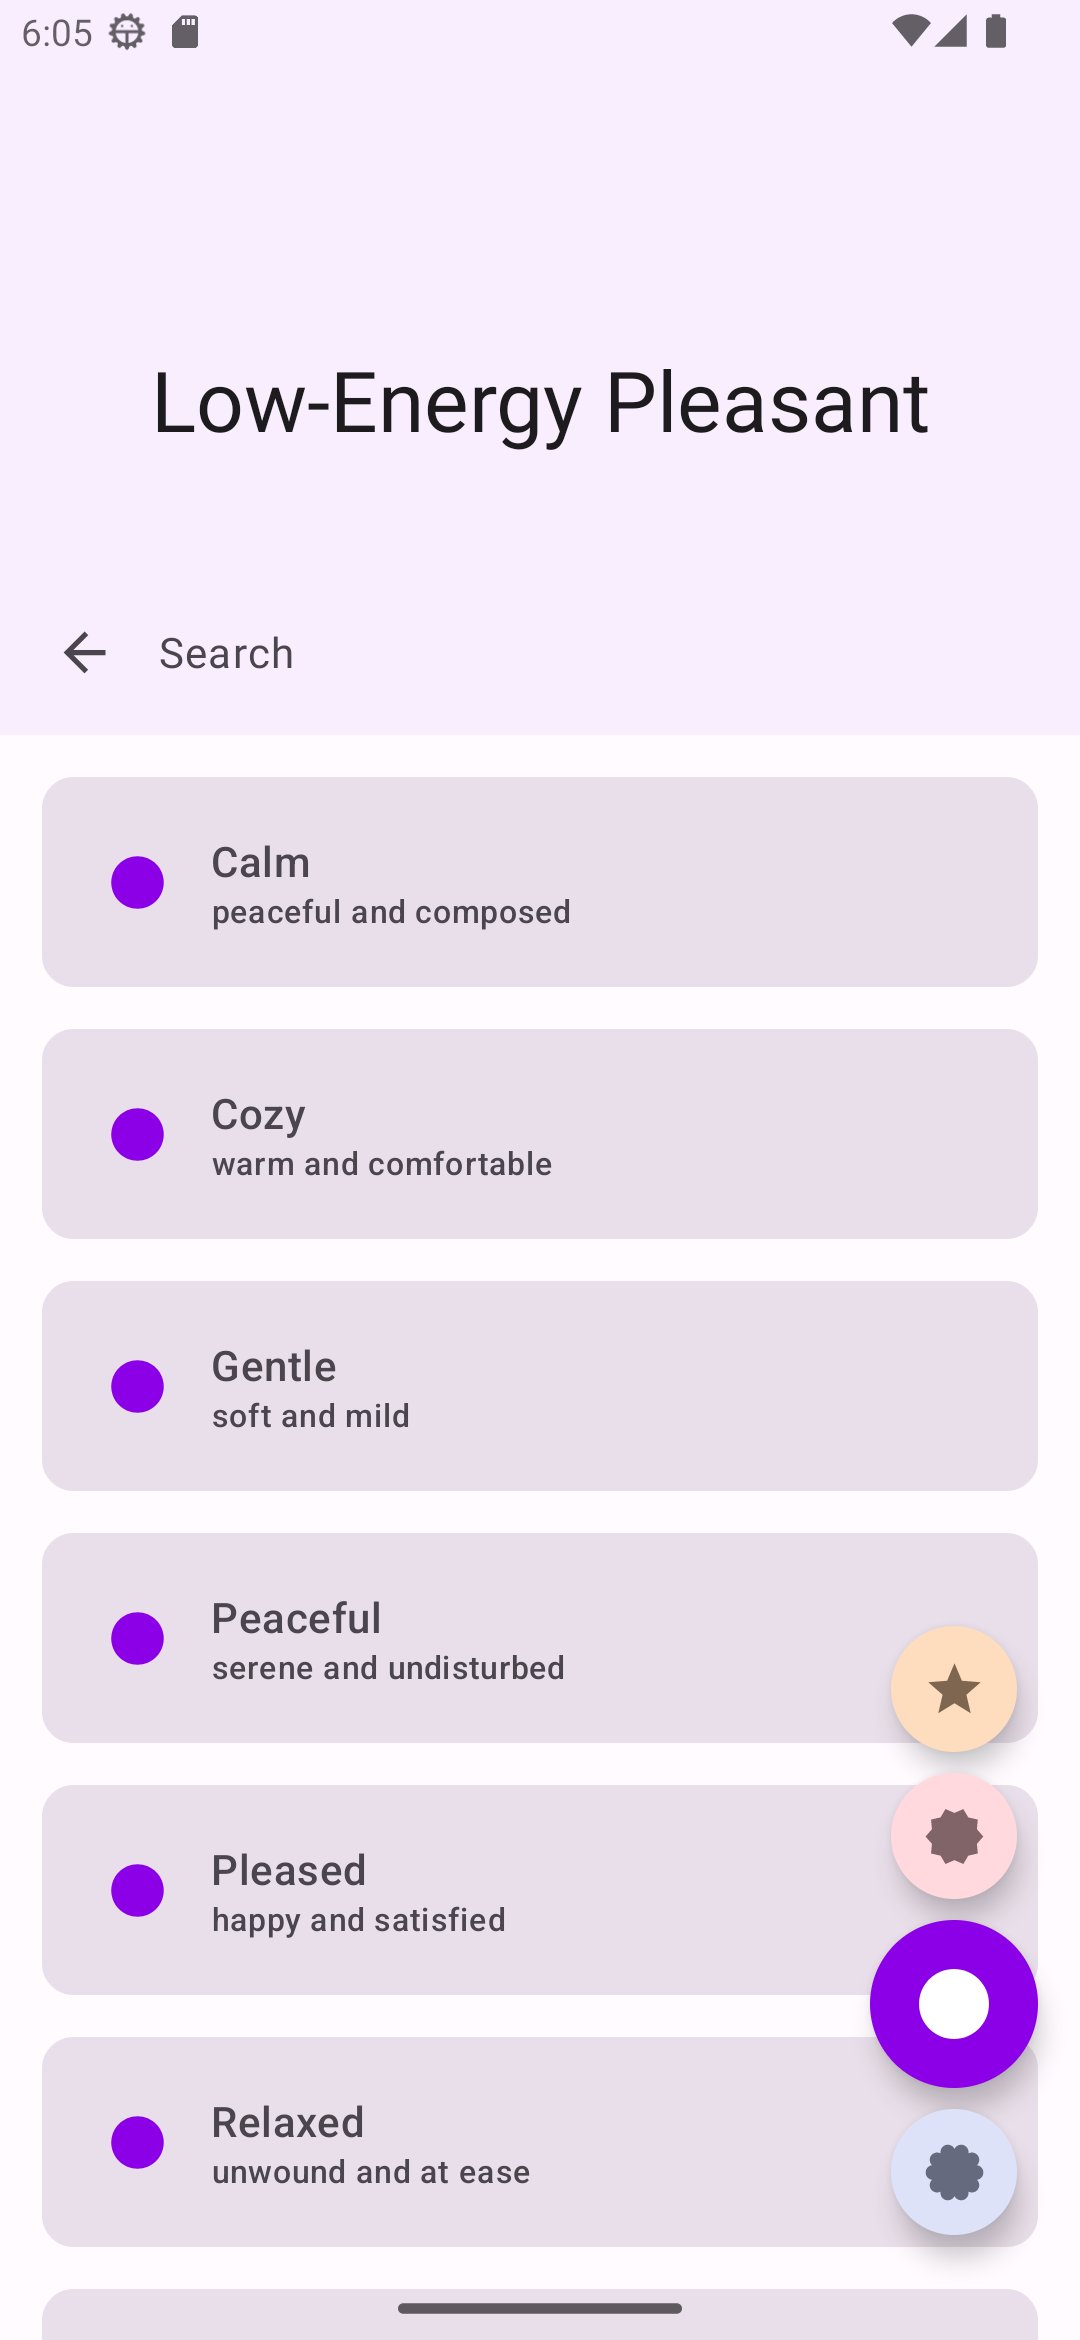 6:05
Low-Energy Pleasant
Search
Calm
peaceful and composed
Cozy
warm and comfortable
Gentle
soft and mild
Peaceful
serene and undisturbed
Pleased
happy and satisfied
Relaxed
unwound and at ease